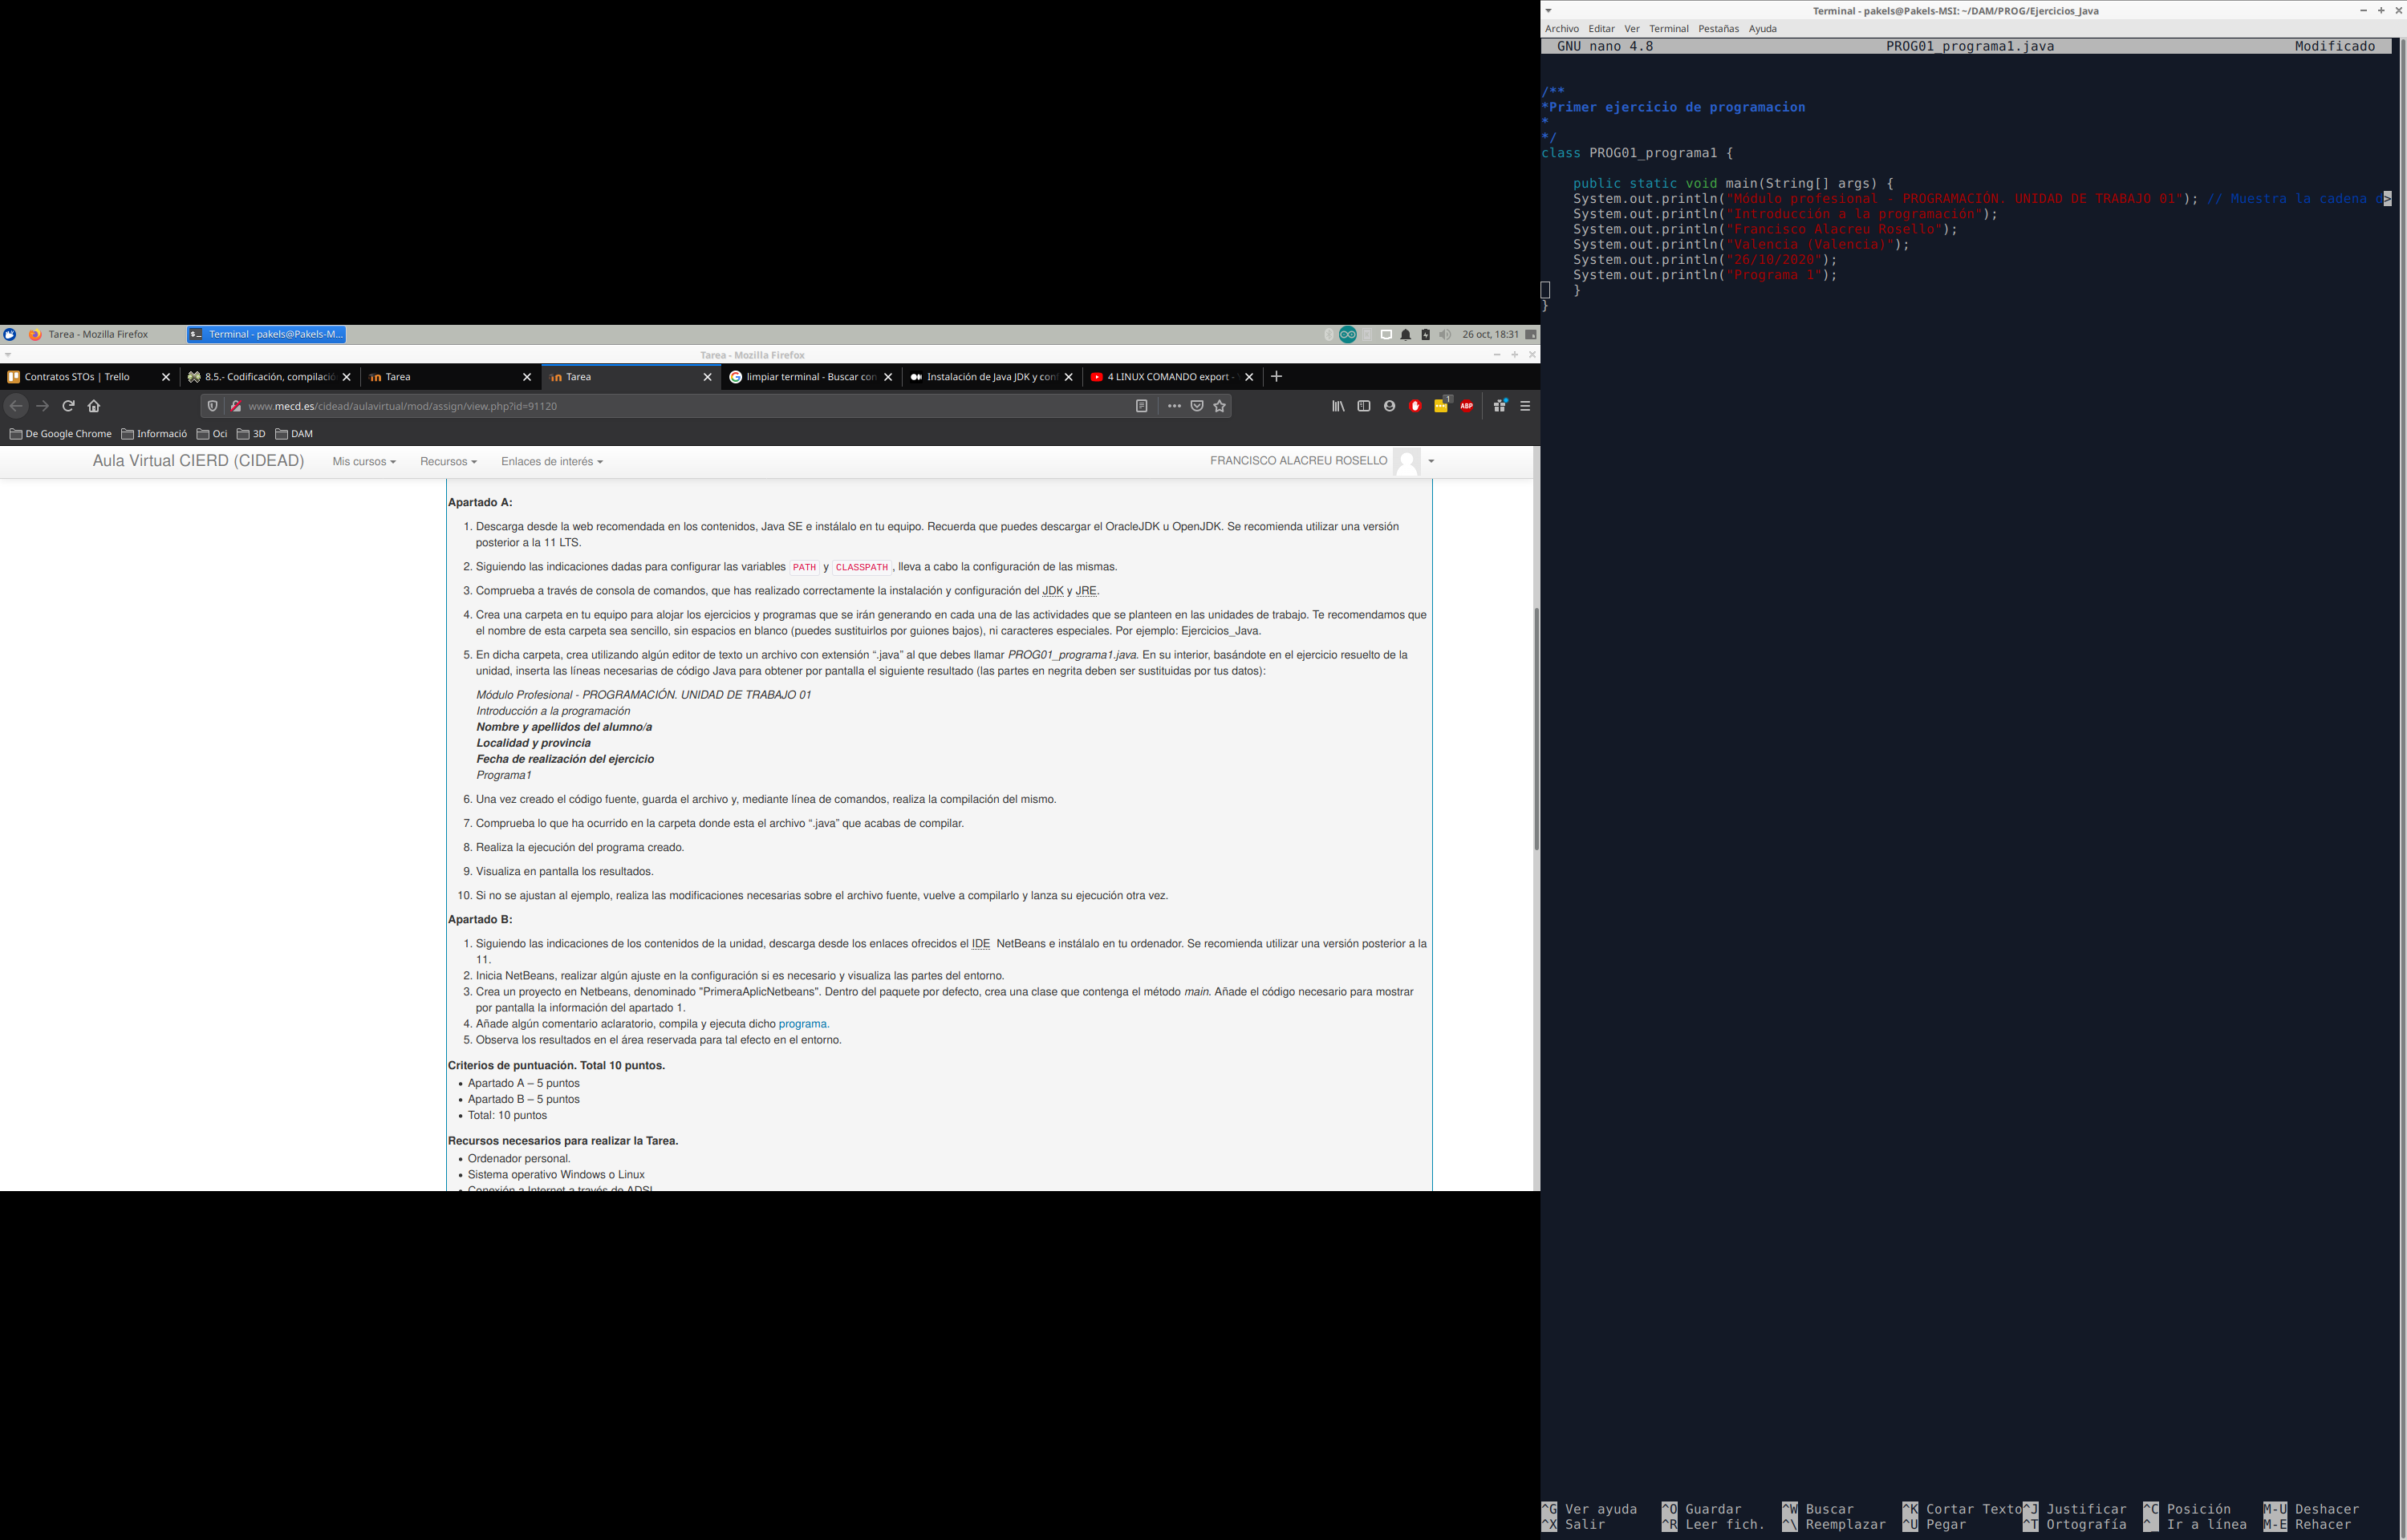 Terminal - pakels@Pakels-MSI: ~/DAM/PROG/Ejercicios_Java
Archivo Editar Ver Terminal Pestañas Ayuda
GNU nano 4.8 PROG01_programa1.java Modificado
/**
*Primer ejercicio de programacion
*
*/
class PROG01_programa1 {
public static void main(String[] args) {
System.out.println("Módulo profesional - PROGRAMACIÓN. UNIDAD DE TRABAJO 01"); // Muestra la cadena d>
System.out.println("Introducción a la programación");
System.out.println("Francisco Alacreu Rosello");
System.out.println("Valencia (Valencia)");
System.out.println("26/10/2020");
System.out.println("Programa 1");
}
}
^G Ver ayuda ^O Guardar ^W Buscar ^K Cortar Texto ^J Justificar ^C Posición M-U Deshacer
^X Salir ^R Leer fich. ^\ Reemplazar ^U Pegar ^T Ortografía ^_ Ir a línea M-E Rehacer
Tarea - Mozilla Firefox Terminal - pakels@Pakels-M... 26 oct, 18:31
Tarea - Mozilla Firefox
Contratos STOs | Trello 8.5.- Codificación, compilació Tarea Tarea limpiar terminal - Buscar con Instalación de Java JDK y conf 4 LINUX COMANDO export -
www.mecd.es/cidead/aulavirtual/mod/assign/view.php?id=91120 1 ABP
De Google Chrome Informació Oci 3D DAM
Aula Virtual CIERD (CIDEAD) Mis cursos Recursos Enlaces de interés FRANCISCO ALACREU ROSELLO
Apartado A:
1. Descarga desde la web recomendada en los contenidos, Java SE e instálalo en tu equipo. Recuerda que puedes descargar el OracleJDK u OpenJDK. Se recomienda utilizar una versión
posterior a la 11 LTS.
2. Siguiendo las indicaciones dadas para configurar las variables PATH y CLASSPATH, lleva a cabo la configuración de las mismas.
3. Comprueba a través de consola de comandos, que has realizado correctamente la instalación y configuración del JDK y JRE.
4. Crea una carpeta en tu equipo para alojar los ejercicios y programas que se irán generando en cada una de las actividades que se planteen en las unidades de trabajo. Te recomendamos que
el nombre de esta carpeta sea sencillo, sin espacios en blanco (puedes sustituirlos por guiones bajos), ni caracteres especiales. Por ejemplo: Ejercicios_Java.
5. En dicha carpeta, crea utilizando algún editor de texto un archivo con extensión “.java” al que debes llamar PROG01_programa1.java. En su interior, basándote en el ejercicio resuelto de la
unidad, inserta las líneas necesarias de código Java para obtener por pantalla el siguiente resultado (las partes en negrita deben ser sustituidas por tus datos):
Módulo Profesional - PROGRAMACIÓN. UNIDAD DE TRABAJO 01
Introducción a la programación
Nombre y apellidos del alumno/a
Localidad y provincia
Fecha de realización del ejercicio
Programa1
6. Una vez creado el código fuente, guarda el archivo y, mediante línea de comandos, realiza la compilación del mismo.
7. Comprueba lo que ha ocurrido en la carpeta donde esta el archivo “.java” que acabas de compilar.
8. Realiza la ejecución del programa creado.
9. Visualiza en pantalla los resultados.
10. Si no se ajustan al ejemplo, realiza las modificaciones necesarias sobre el archivo fuente, vuelve a compilarlo y lanza su ejecución otra vez.
Apartado B:
1. Siguiendo las indicaciones de los contenidos de la unidad, descarga desde los enlaces ofrecidos el IDE NetBeans e instálalo en tu ordenador. Se recomienda utilizar una versión posterior a la
11.
2. Inicia NetBeans, realizar algún ajuste en la configuración si es necesario y visualiza las partes del entorno.
3. Crea un proyecto en Netbeans, denominado "PrimeraAplicNetbeans". Dentro del paquete por defecto, crea una clase que contenga el método main. Añade el código necesario para mostrar
por pantalla la información del apartado 1.
4. Añade algún comentario aclaratorio, compila y ejecuta dicho programa.
5. Observa los resultados en el área reservada para tal efecto en el entorno.
Criterios de puntuación. Total 10 puntos.
• Apartado A – 5 puntos
• Apartado B – 5 puntos
• Total: 10 puntos
Recursos necesarios para realizar la Tarea.
• Ordenador personal.
• Sistema operativo Windows o Linux
• Conexión a Internet a través de ADSL